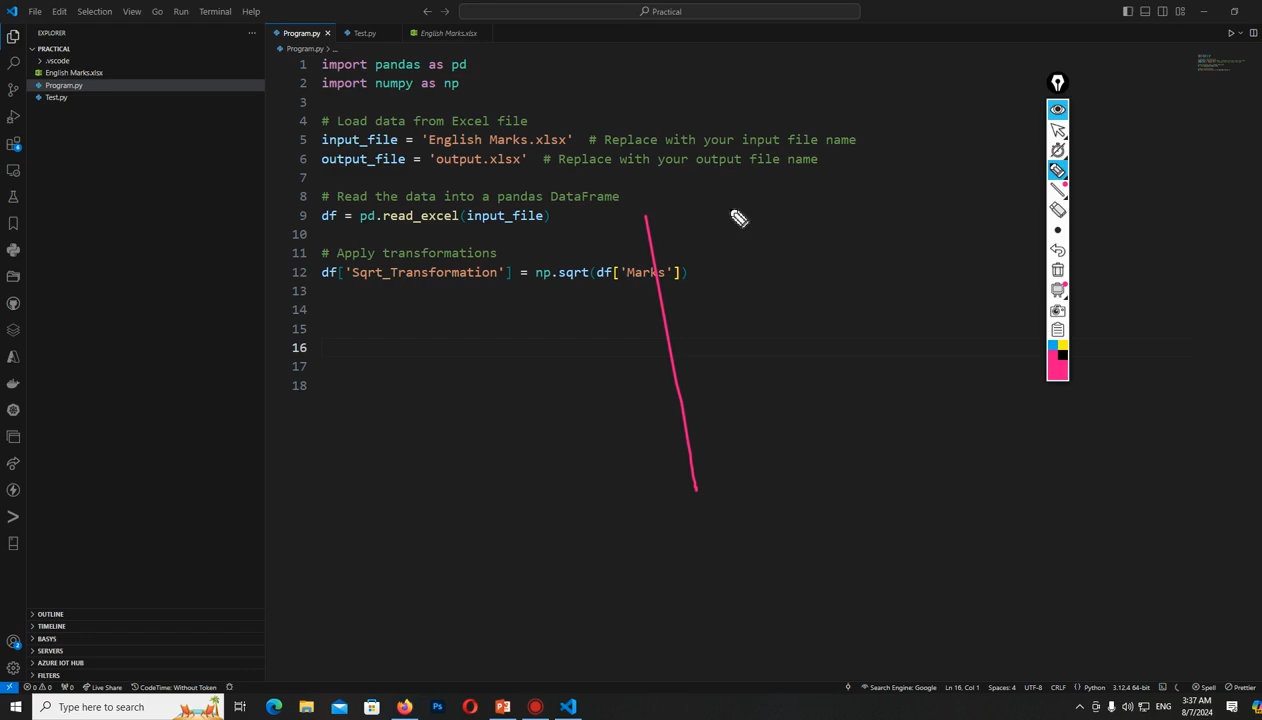 File Edit Selection View Go Run Terminal Help
Practical
EXPLORER
PRACTICAL
.vscode
English Marks.xlsx
Program.py
Test.py
OUTLINE
TIMELINE
BASYS
SERVERS
AZURE IOT HUB
FILTERS
Program.py Test.py English Marks.xlsx
Program.py > ...
1 import pandas as pd
2 import numpy as np
3
4 # Load data from Excel file
5 input_file = 'English Marks.xlsx' # Replace with your input file name
6 output_file = 'output.xlsx' # Replace with your output file name
7
8 # Read the data into a pandas DataFrame
9 df = pd.read_excel(input_file)
10
11 # Apply transformations
12 df['Sqrt_Transformation'] = np.sqrt(df['Marks'])
13
14
15
16
17
18
0 0 0 Live Share CodeTime: Without Token Search Engine: Google Ln 16, Col 1 Spaces: 4 UTF-8 CRLF Python 3.12.4 64-bit Spell Prettier
Type here to search ENG 3:37 AM
8/7/2024